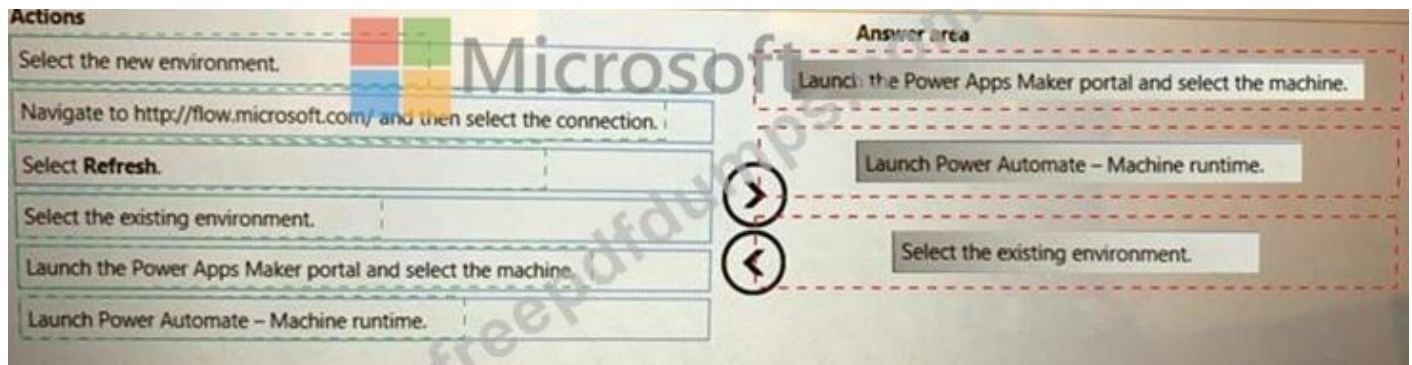 Actions
Select the new environment.
Navigate to http://flow.microsoft.com/ and then select the connection.
Select Refresh.
Select the existing environment.
Launch the Power Apps Maker portal and select the machine.
Launch Power Automate – Machine runtime.
Microsoft
freepdfdumps.com
Answer area
Launch the Power Apps Maker portal and select the machine.
Launch Power Automate – Machine runtime.
Select the existing environment.